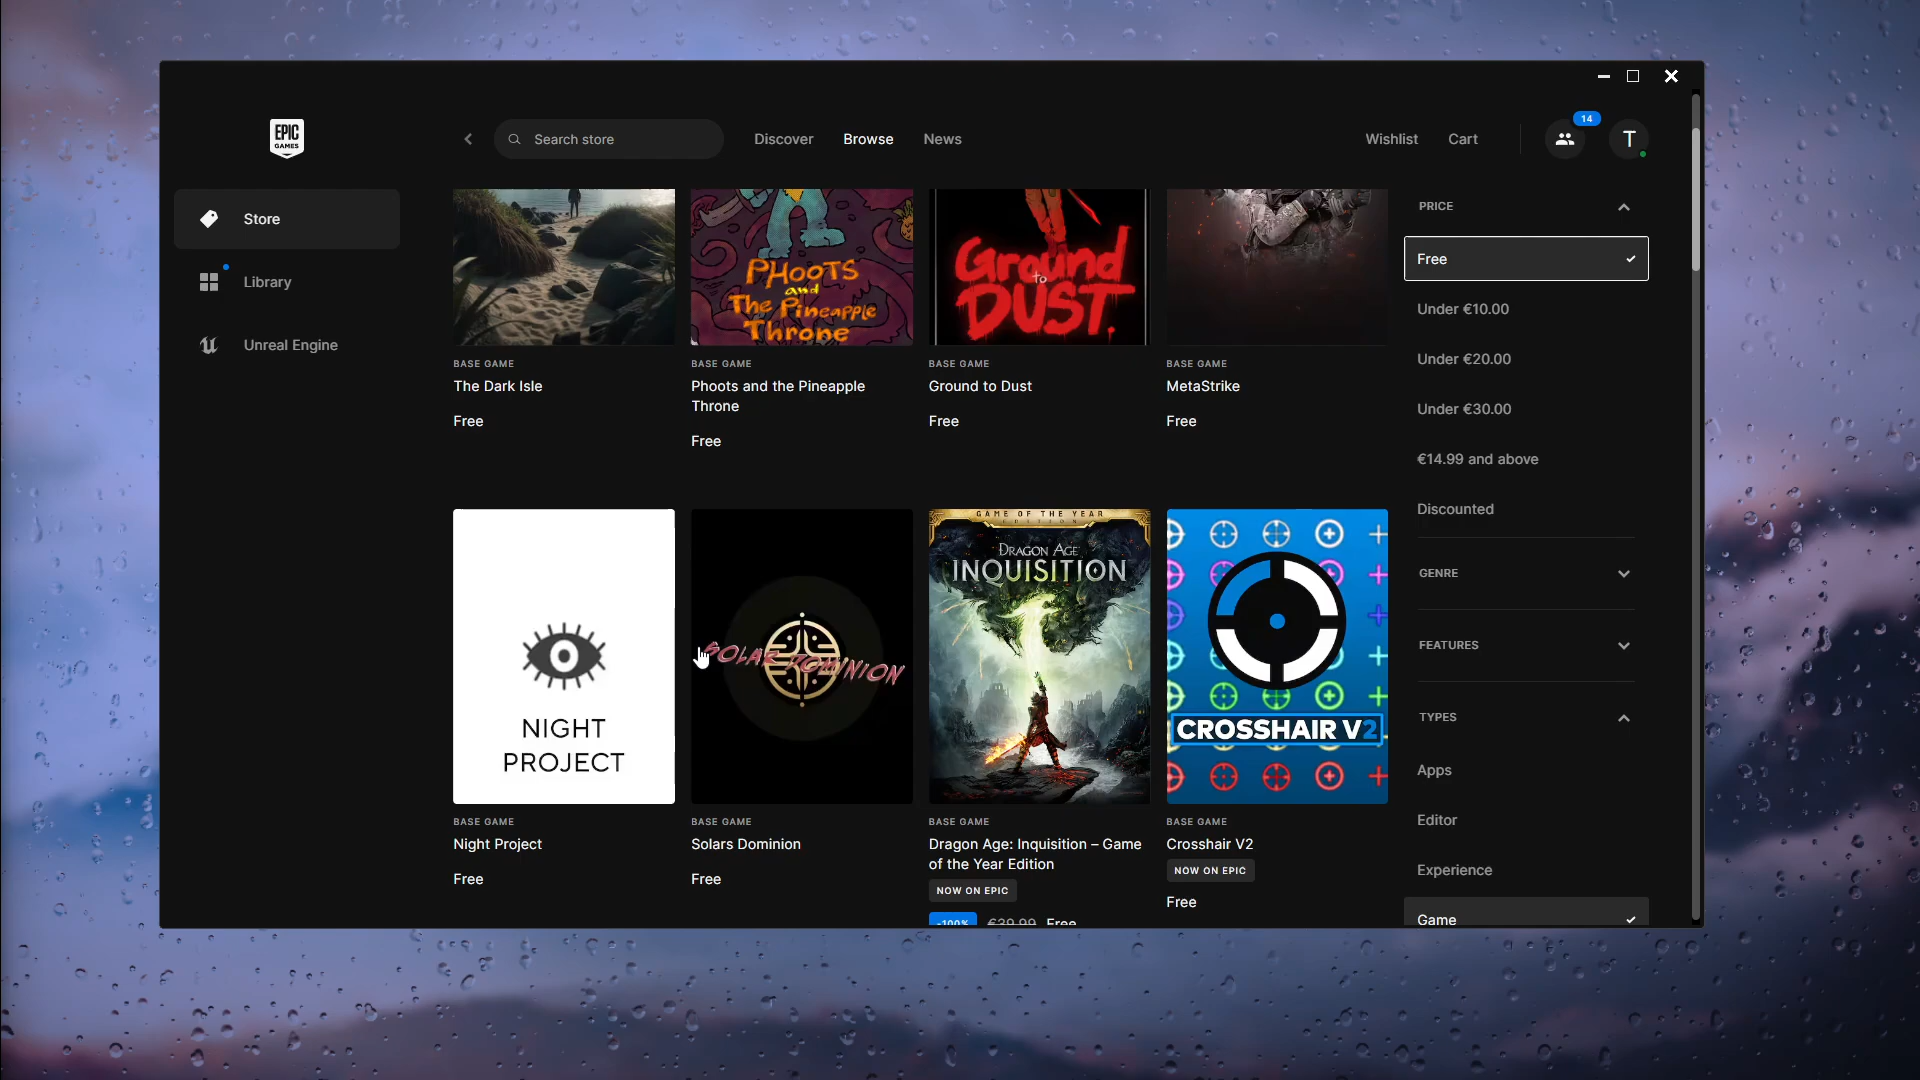 EPIC
GAMES
Search store
Discover
Browse
News
Wishlist
Cart
14
T
Store
Library
Unreal Engine
PHOOTS
and
The Pineapple
Throne
Ground
to
DUST.
BASE GAME
The Dark Isle
Free
BASE GAME
Phoots and the Pineapple
Throne
Free
BASE GAME
Ground to Dust
Free
BASE GAME
MetaStrike
Free
NIGHT
PROJECT
SOLAR DOMINION
GAME OF THE YEAR
EDITION
DRAGON AGE
INQUISITION
CROSSHAIR V2
BASE GAME
Night Project
Free
BASE GAME
Solars Dominion
Free
BASE GAME
Dragon Age: Inquisition – Game
of the Year Edition
NOW ON EPIC
-100% €39.99 Free
BASE GAME
Crosshair V2
NOW ON EPIC
Free
PRICE
Free
Under €10.00
Under €20.00
Under €30.00
€14.99 and above
Discounted
GENRE
FEATURES
TYPES
Apps
Editor
Experience
Game